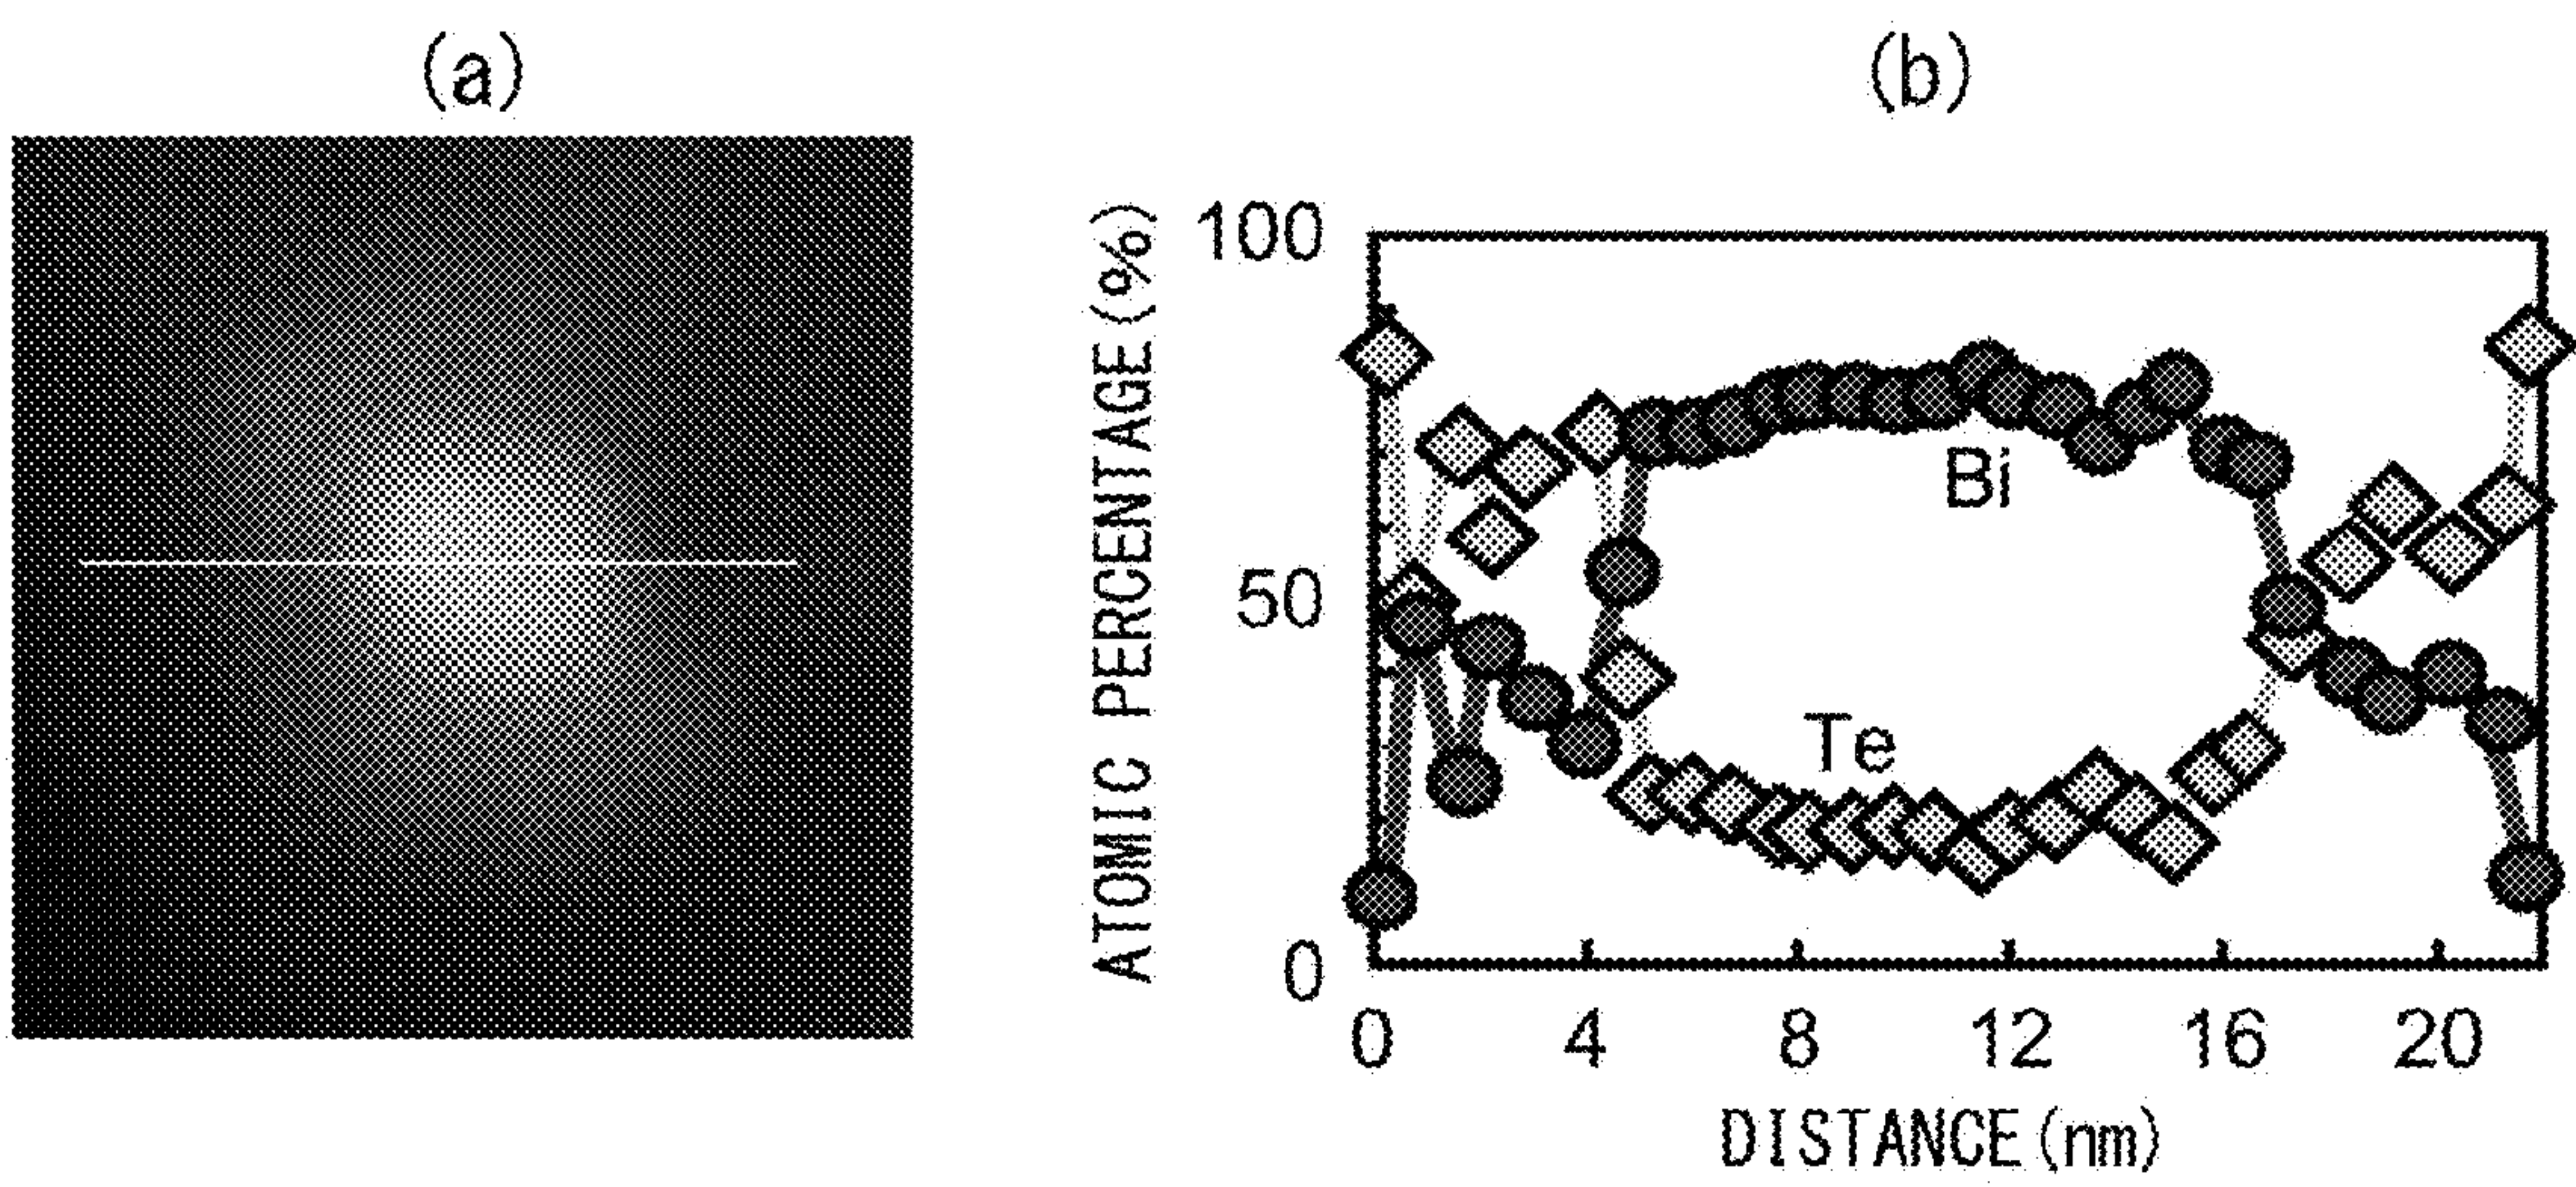 (a)
(b)
ATOMIC PERCENTAGE(%)
100
50
0
Bi
Te
0 4 8 12 16 20
DISTANCE(nm)